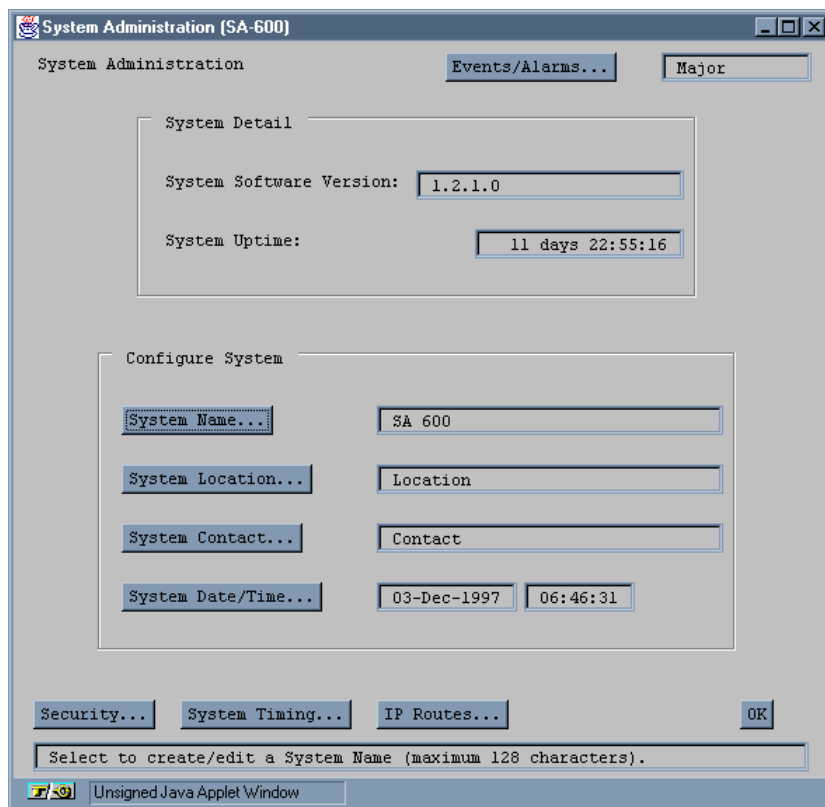 System Administration (SA-600)
System Administration
Events/Alarms...
Major
System Detail
System Software Version:
1.2.1.0
System Uptime:
11 days 22:55:16
Configure System
System Name...
SA 600
System Location...
Location
System Contact...
Contact
System Date/Time...
03-Dec-1997
06:46:31
Security...
System Timing...
IP Routes...
OK
Select to create/edit a System Name (maximum 128 characters).
Unsigned Java Applet Window